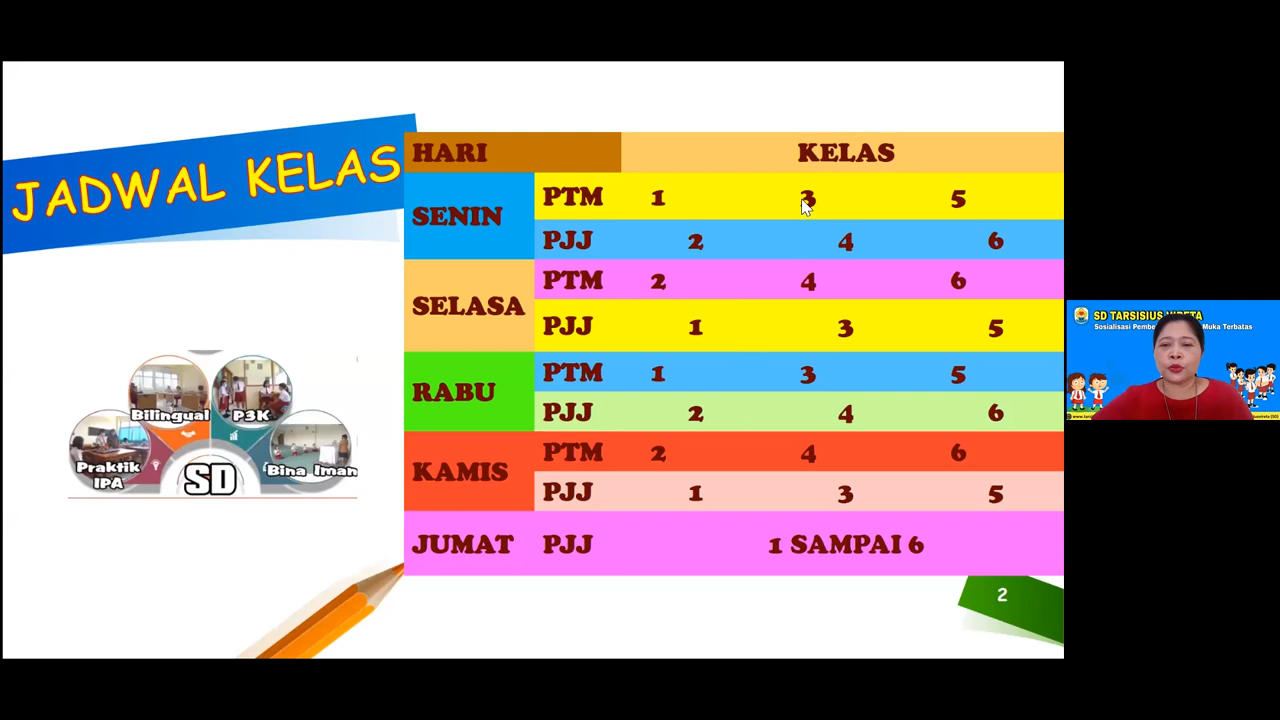 JADWAL KELAS
HARI KELAS
SENIN PTM 1 3 5
PJJ 2 4 6
SELASA PTM 2 4 6
PJJ 1 3 5
RABU PTM 1 3 5
PJJ 2 4 6
KAMIS PTM 2 4 6
PJJ 1 3 5
JUMAT PJJ 1 SAMPAI 6
Bilingual P3K
Praktik IPA
Bina Iman
SD
2
SD TARSISIUS
Sosialisasi Muka Terbatas